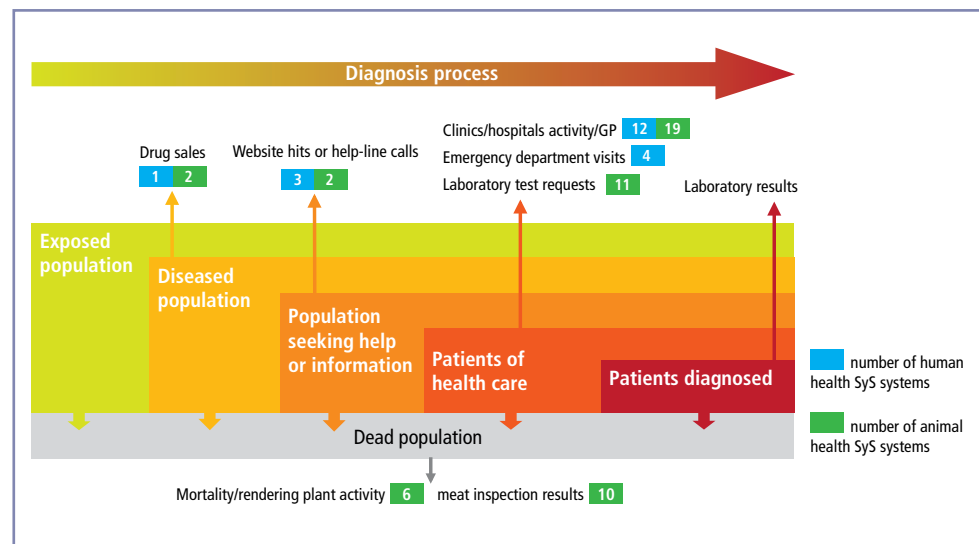 Diagnosis process
Clinics/hospitals activity/GP 12 19
Drug sales
1 2
Website hits or help-line calls
3 2
Emergency department visits 4
Laboratory test requests 11
Laboratory results
Exposed
population
Diseased
population
Population
seeking help
or information
Patients of
health care
Patients diagnosed
number of human
health SyS systems
number of animal
health SyS systems
Dead population
Mortality/rendering plant activity 6 meat inspection results 10